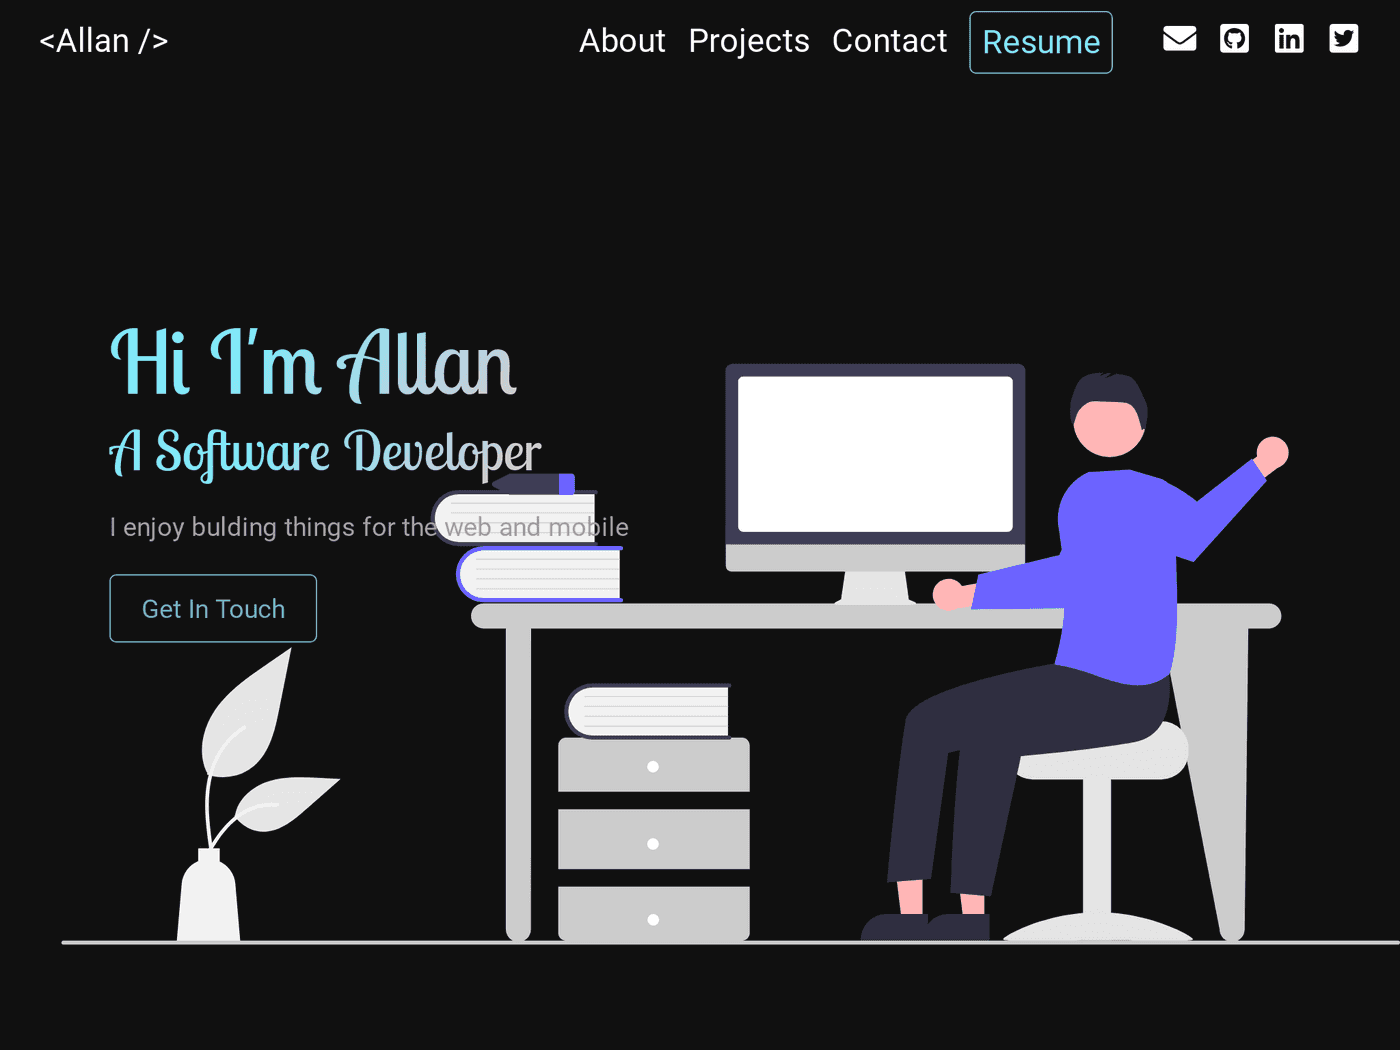 <Allan />
About Projects Contact Resume
Hi I'm Allan
A Software Developer
I enjoy bulding things for the web and mobile
Get In Touch